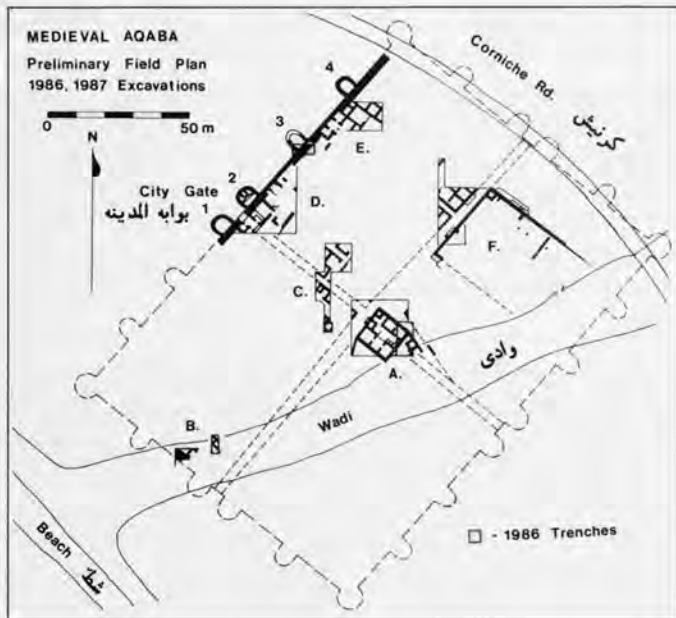 MEDIEVAL AQABA
Preliminary Field Plan
1986, 1987 Excavations
0 50 m
N
Corniche Rd.
كرنيش
4
3
E.
City Gate
2
بوابه المدينه
1
D.
F.
C.
A.
وادى
Wadi
B.
Beach
شط
□ - 1986 Trenches